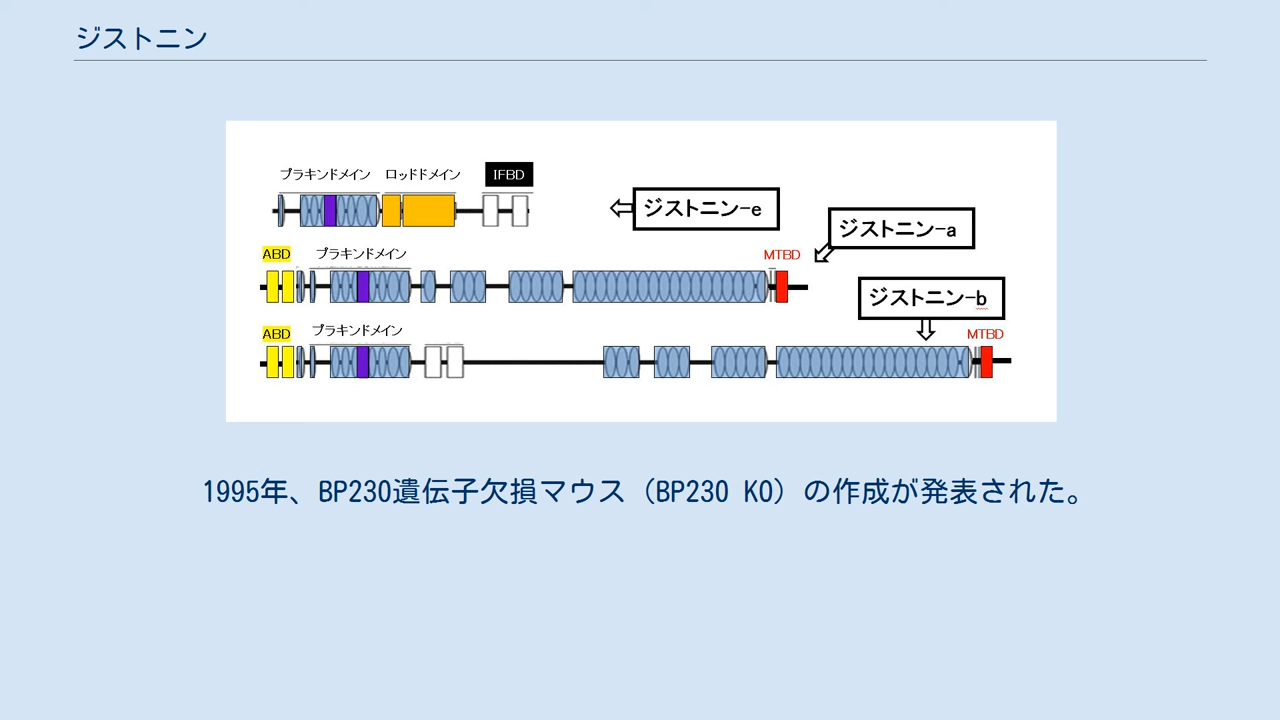 ジストニン
プラキンドメイン ロッドドメイン IFBD
ジストニン-e
ジストニン-a
ABD プラキンドメイン MTBD
ジストニン-b
ABD プラキンドメイン MTBD
1995年、BP230遺伝子欠損マウス（BP230 KO）の作成が発表された。